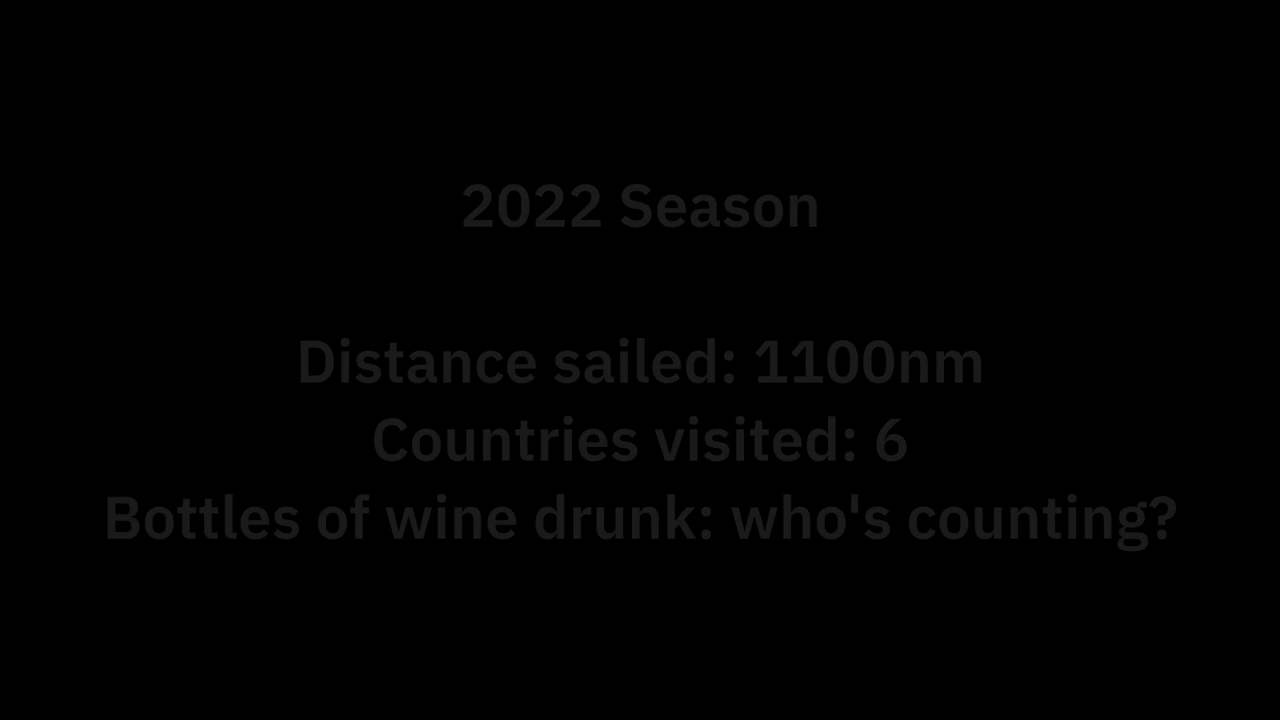 2022 Season
Distance sailed: 1100nm
Countries visited: 6
Bottles of wine drunk: who's counting?